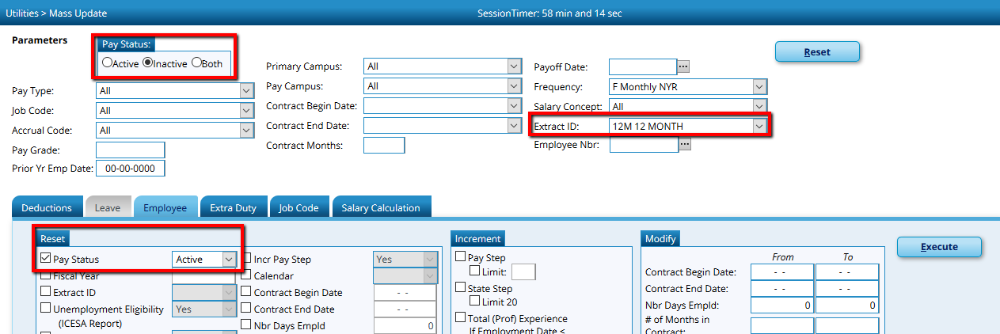 Utilities > Mass Update
SessionTimer: 58 min and 14 sec
Parameters
Pay Status:
Active Inactive Both
Pay Type: All
Job Code: All
Accrual Code: All
Pay Grade:
Prior Yr Emp Date: 00-00-0000
Primary Campus: All
Pay Campus: All
Contract Begin Date:
Contract End Date:
Contract Months:
Payoff Date: ...
Frequency: F Monthly NYR
Salary Concept: All
Extract ID: 12M 12 MONTH
Employee Nbr: ...
Reset
Deductions Leave Employee Extra Duty Job Code Salary Calculation
Reset
Pay Status Active
Fiscal Year
Extract ID
Unemployment Eligibility Yes
(ICESA Report)
Incr Pay Step Yes
Calendar
Contract Begin Date - -
Contract End Date - -
Nbr Days Empld 0
Increment
Pay Step
Limit:
State Step
Limit 20
Total (Prof) Experience
If Employment Date <
Modify
From To
Contract Begin Date: - - - -
Contract End Date: - - - -
Nbr Days Empld: 0 0
# of Months in
Contract:
Execute